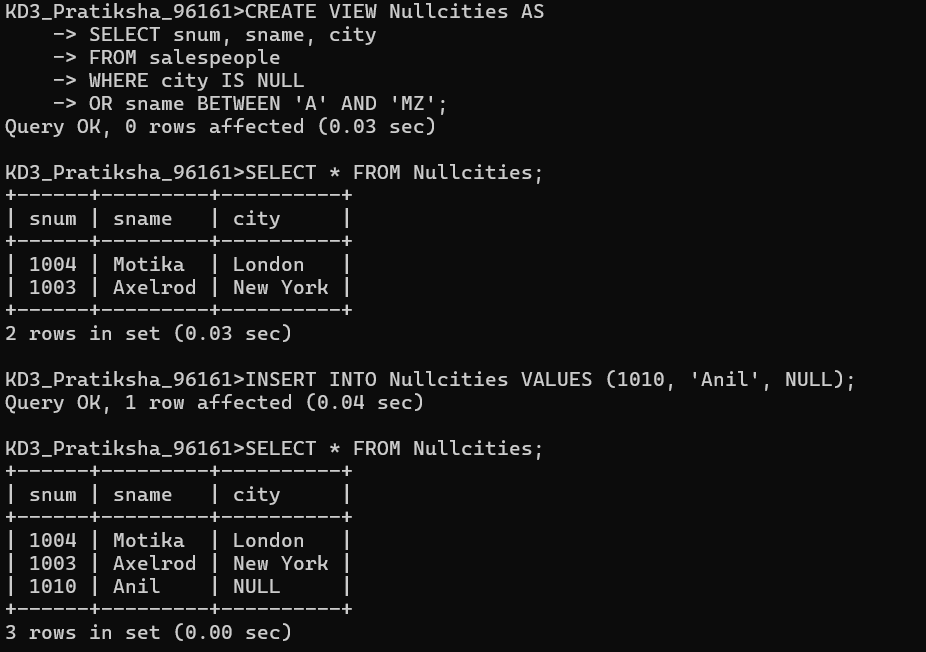 KD3_Pratiksha_96161>CREATE VIEW Nullcities AS
    -> SELECT snum, sname, city
    -> FROM salespeople
    -> WHERE city IS NULL
    -> OR sname BETWEEN 'A' AND 'MZ';
Query OK, 0 rows affected (0.03 sec)

KD3_Pratiksha_96161>SELECT * FROM Nullcities;
+------+---------+----------+
| snum | sname   | city     |
+------+---------+----------+
| 1004 | Motika  | London   |
| 1003 | Axelrod | New York |
+------+---------+----------+
2 rows in set (0.03 sec)

KD3_Pratiksha_96161>INSERT INTO Nullcities VALUES (1010, 'Anil', NULL);
Query OK, 1 row affected (0.04 sec)

KD3_Pratiksha_96161>SELECT * FROM Nullcities;
+------+---------+----------+
| snum | sname   | city     |
+------+---------+----------+
| 1004 | Motika  | London   |
| 1003 | Axelrod | New York |
| 1010 | Anil    | NULL     |
+------+---------+----------+
3 rows in set (0.00 sec)